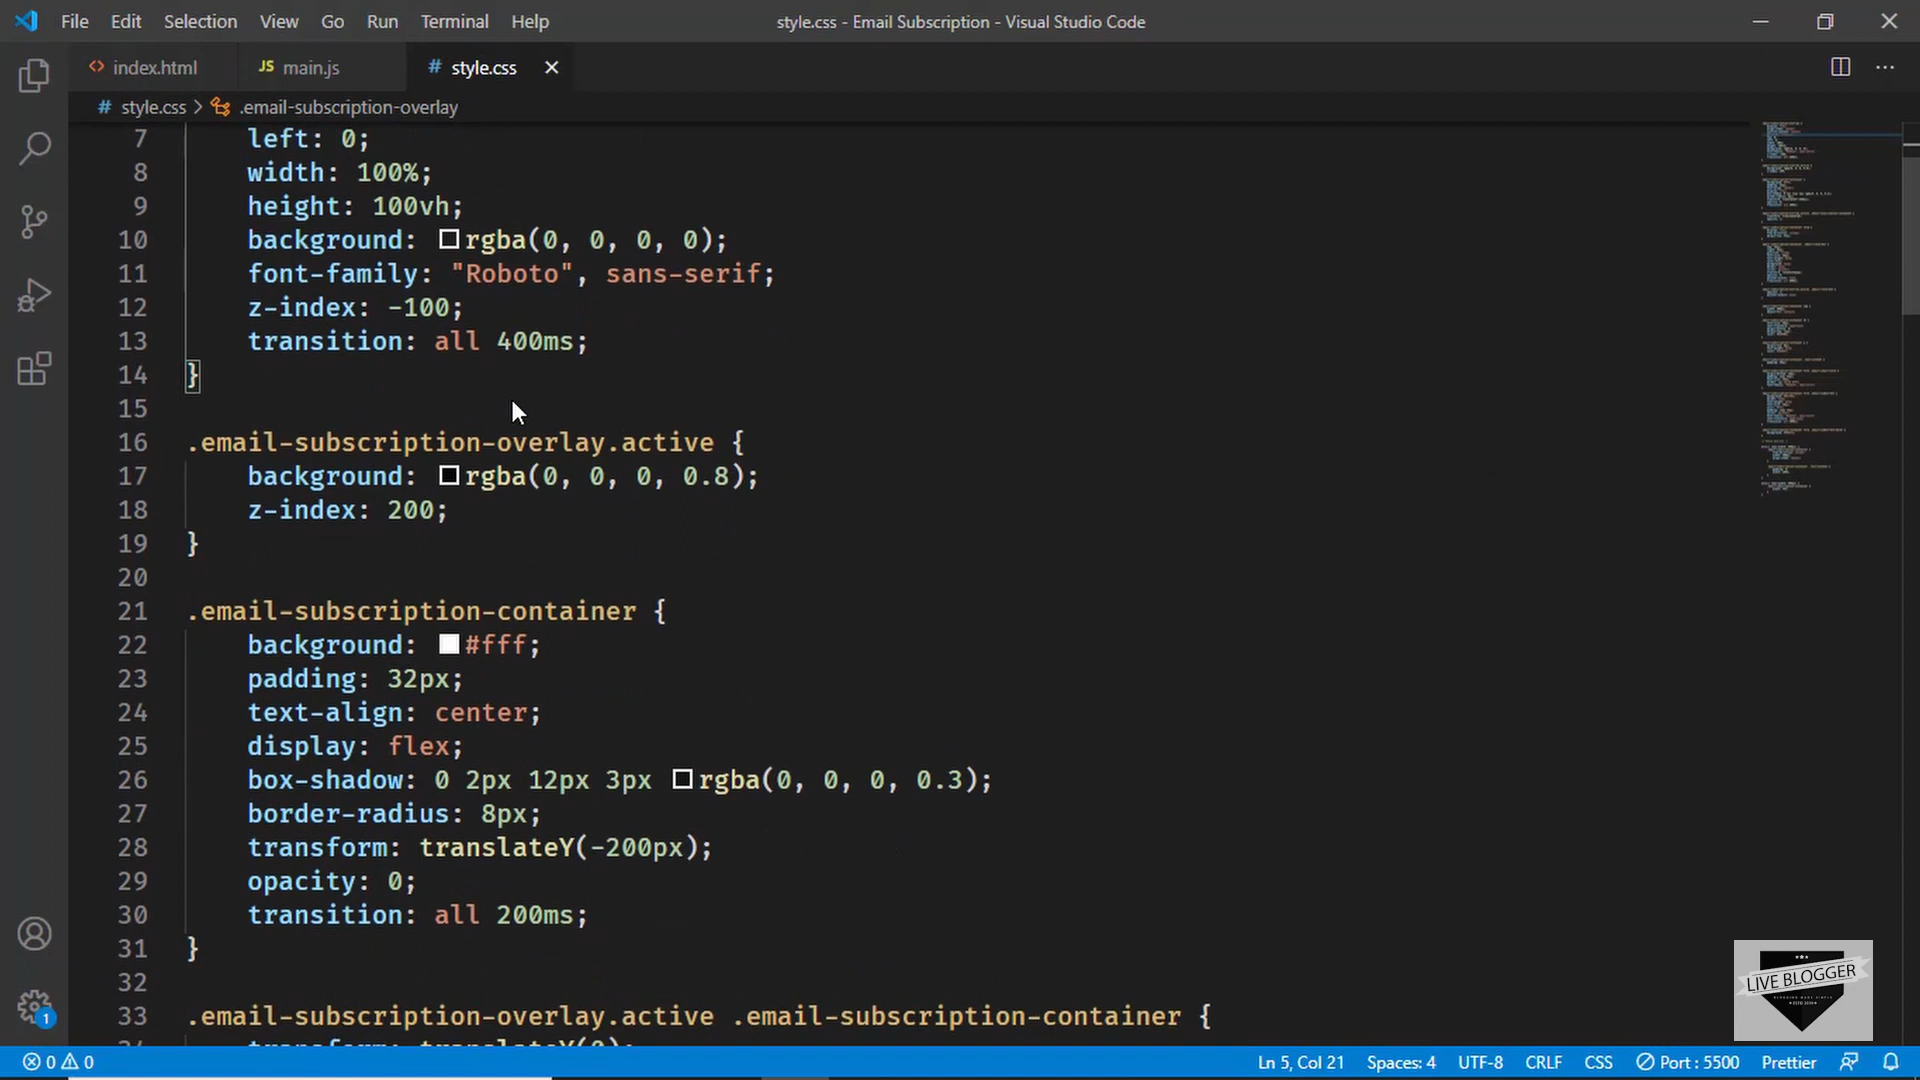 File Edit Selection View Go Run Terminal Help style.css - Email Subscription - Visual Studio Code
<> index.html JS main.js # style.css
# style.css > .email-subscription-overlay
7 left: 0;
8 width: 100%;
9 height: 100vh;
10 background: rgba(0, 0, 0, 0);
11 font-family: "Roboto", sans-serif;
12 z-index: -100;
13 transition: all 400ms;
14 }
15
16 .email-subscription-overlay.active {
17 background: rgba(0, 0, 0, 0.8);
18 z-index: 200;
19 }
20
21 .email-subscription-container {
22 background: #fff;
23 padding: 32px;
24 text-align: center;
25 display: flex;
26 box-shadow: 0 2px 12px 3px rgba(0, 0, 0, 0.3);
27 border-radius: 8px;
28 transform: translateY(-200px);
29 opacity: 0;
30 transition: all 200ms;
31 }
32
33 .email-subscription-overlay.active .email-subscription-container {
LIVE BLOGGER
1
0 0 Ln 5, Col 21 Spaces: 4 UTF-8 CRLF CSS Port : 5500 Prettier